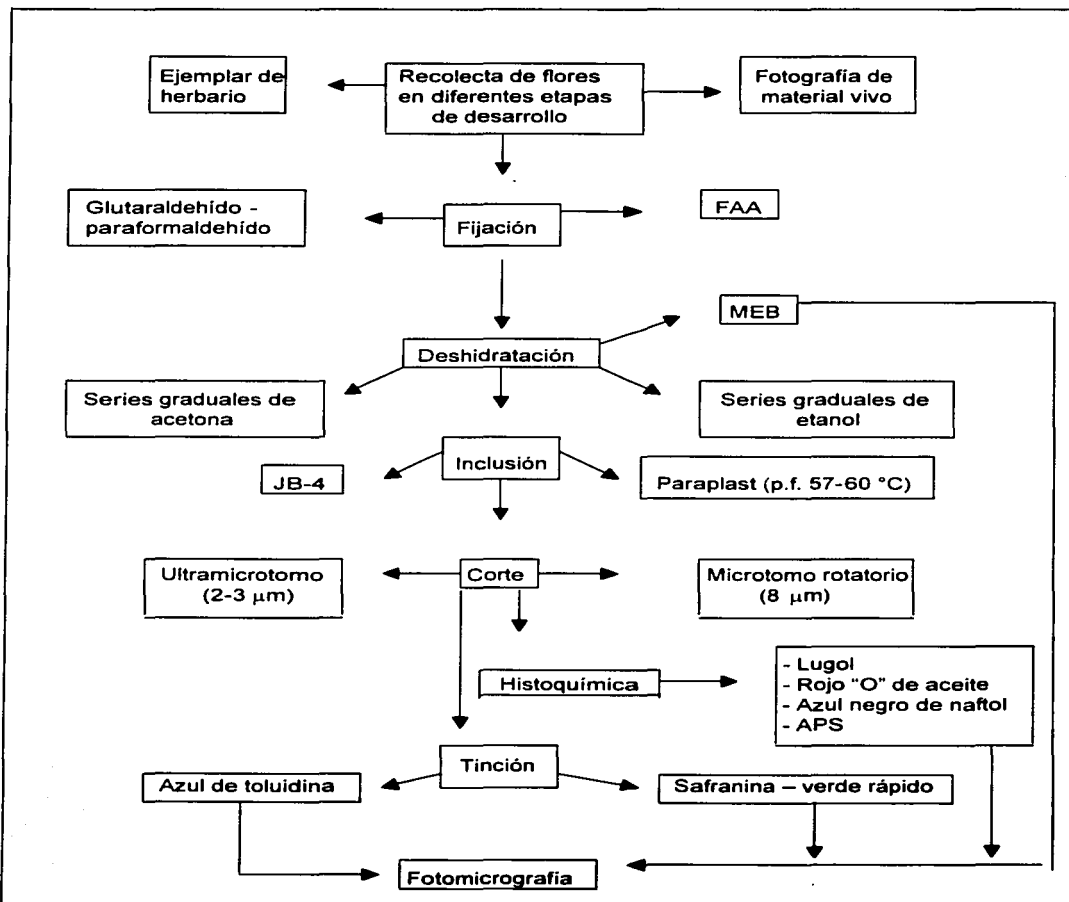 Ejemplar de
herbario
Recolecta de flores
en diferentes etapas
de desarrollo
Fotografía de
material vivo
Glutaraldehído -
paraformaldehído
Fijación
FAA
MEB
Deshidratación
Series graduales de
acetona
Series graduales de
etanol
Inclusión
JB-4
Paraplast (p.f. 57-60 °C)
Ultramicrotomo
(2-3 µm)
Corte
Microtomo rotatorio
(8 µm)
Histoquímica
- Lugol
- Rojo "O" de aceite
- Azul negro de naftol
- APS
Tinción
Azul de toluidina
Safranina – verde rápido
Fotomicrografía